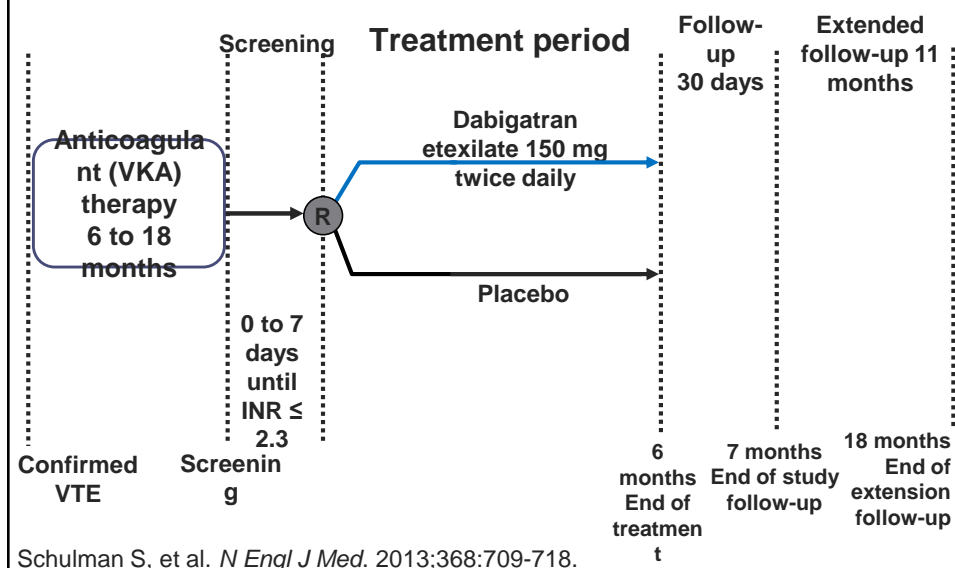 Screening
Treatment period
Follow-
up
30 days
Extended
follow-up 11
months
Anticoagula
nt (VKA)
therapy
6 to 18
months
R
Dabigatran
etexilate 150 mg
twice daily
Placebo
0 to 7
days
until
INR ≤
2.3
Confirmed
VTE
Screenin
g
6
months
End of
treatmen
t
7 months
End of study
follow-up
18 months
End of
extension
follow-up
Schulman S, et al. N Engl J Med. 2013;368:709-718.